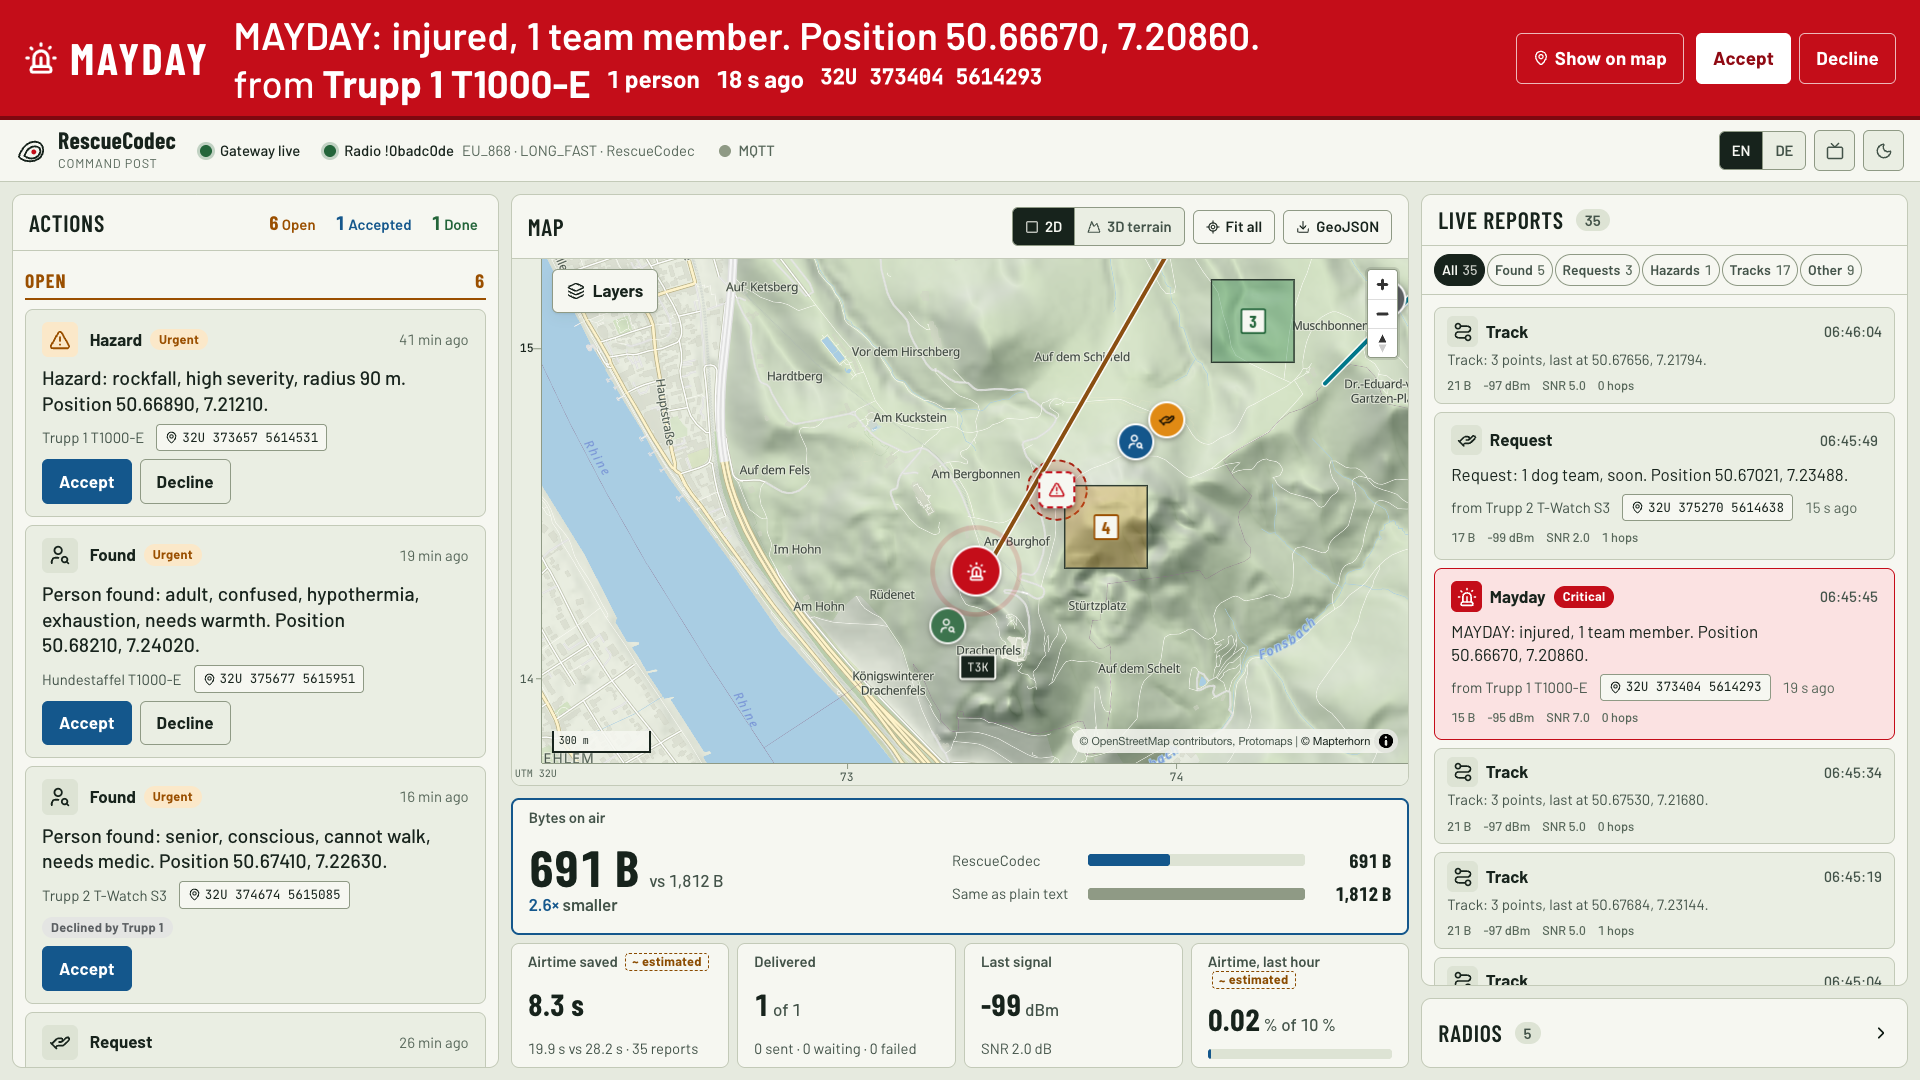 MAYDAY
MAYDAY: injured, 1 team member. Position 50.66670, 7.20860.
from Trupp 1 T1000-E 1 person 18 s ago 32U 373404 5614293
Show on map
Accept
Decline
RescueCodec
COMMAND POST
Gateway live
Radio !0badc0de EU_868 · LONG_FAST · RescueCodec
MQTT
EN
DE
ACTIONS
6 Open 1 Accepted 1 Done
OPEN 6
Hazard Urgent 41 min ago
Hazard: rockfall, high severity, radius 90 m.
Position 50.66890, 7.21210.
Trupp 1 T1000-E 32U 373657 5614531
Accept Decline
Found Urgent 19 min ago
Person found: adult, confused, hypothermia,
exhaustion, needs warmth. Position
50.68210, 7.24020.
Hundestaffel T1000-E 32U 375677 5615951
Accept Decline
Found Urgent 16 min ago
Person found: senior, conscious, cannot walk,
needs medic. Position 50.67410, 7.22630.
Trupp 2 T-Watch S3 32U 374674 5615085
Declined by Trupp 1
Accept
Request 26 min ago
MAP
2D 3D terrain Fit all GeoJSON
Layers
Auf' Ketsberg
3
Muschbonnen
15
Vor dem Hirschberg
Hardtberg
Dr.-Eduard-
Gartzen-Pl
Hauptstraße
Am Kuckstein
Rhine
Auf dem Fels
Am Bergbonnen
4
Im Hohn
Rüdenet
Am Hohn
Stürtzplatz
Fonsbach
Drachenfels
T3K
Auf dem Schelt
Königswinterer
Drachenfels
14
Rhine
300 m
© OpenStreetMap contributors, Protomaps | © Mapterhorn
UTM 32U
73
74
Bytes on air
691 B vs 1,812 B
2.6× smaller
RescueCodec 691 B
Same as plain text 1,812 B
Airtime saved ~ estimated
8.3 s
19.9 s vs 28.2 s · 35 reports
Delivered
1 of 1
0 sent · 0 waiting · 0 failed
Last signal
-99 dBm
SNR 2.0 dB
Airtime, last hour
~ estimated
0.02 % of 10 %
LIVE REPORTS 35
All 35 Found 5 Requests 3 Hazards 1 Tracks 17 Other 9
Track 06:46:04
Track: 3 points, last at 50.67656, 7.21794.
21 B -97 dBm SNR 5.0 0 hops
Request 06:45:49
Request: 1 dog team, soon. Position 50.67021, 7.23488.
from Trupp 2 T-Watch S3 32U 375270 5614638 15 s ago
17 B -99 dBm SNR 2.0 1 hops
Mayday Critical 06:45:45
MAYDAY: injured, 1 team member. Position
50.66670, 7.20860.
from Trupp 1 T1000-E 32U 373404 5614293 19 s ago
15 B -95 dBm SNR 7.0 0 hops
Track 06:45:34
Track: 3 points, last at 50.67530, 7.21680.
21 B -97 dBm SNR 5.0 0 hops
Track 06:45:19
Track: 3 points, last at 50.67684, 7.23144.
21 B -97 dBm SNR 5.0 1 hops
Track 06:45:04
RADIOS 5